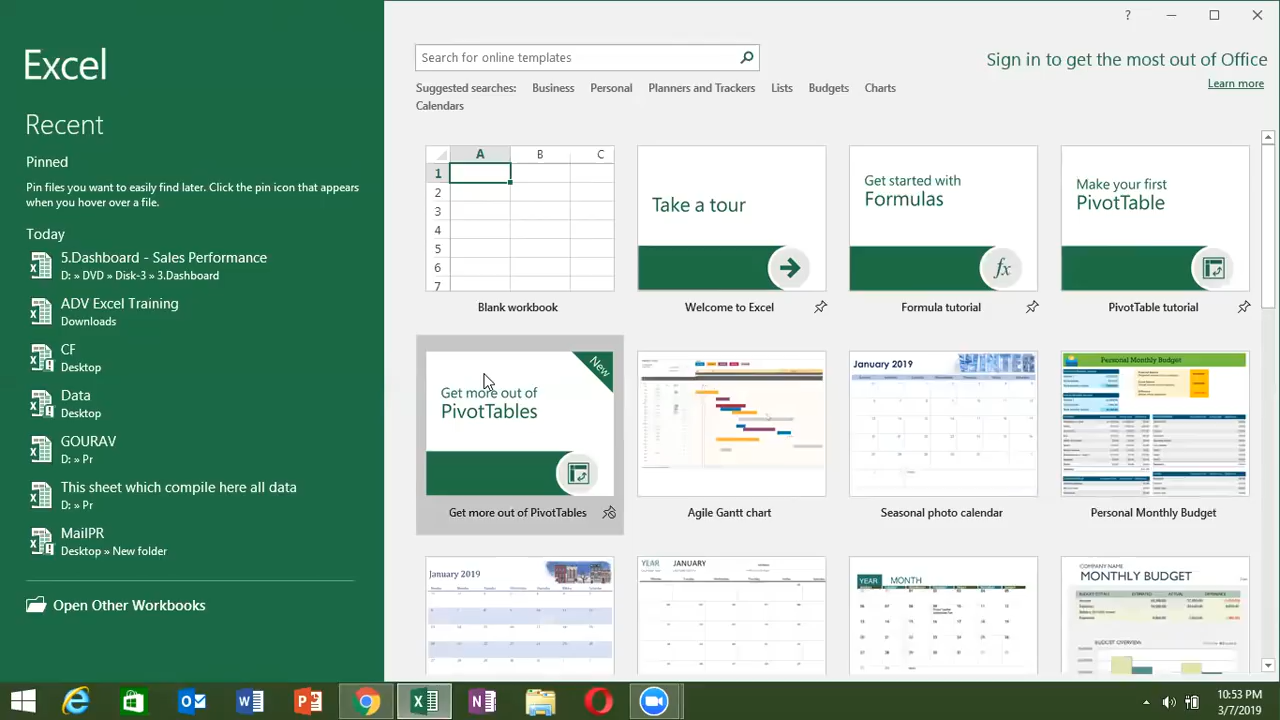 Excel
Recent
Pinned
Pin files you want to easily find later. Click the pin icon that appears
when you hover over a file.
Today
5.Dashboard - Sales Performance
D: » DVD » Disk-3 » 3.Dashboard
ADV Excel Training
Downloads
CF
Desktop
Data
Desktop
GOURAV
D: » Pr
This sheet which compile here all data
D: » Pr
MailPR
Desktop » New folder
Open Other Workbooks
?
Search for online templates
Sign in to get the most out of Office
Learn more
Suggested searches: Business Personal Planners and Trackers Lists Budgets Charts
Calendars
A B C
1
2
3
4
5
6
7
Blank workbook
Take a tour
Welcome to Excel
Get started with
Formulas
fx
Formula tutorial
Make your first
PivotTable
PivotTable tutorial
New
Get more out of
PivotTables
Get more out of PivotTables
Agile Gantt chart
January 2019
WINTER
Seasonal photo calendar
Personal Monthly Budget
Personal Monthly Budget
January 2019
YEAR JANUARY
YEAR MONTH
COMPANY NAME
MONTHLY BUDGET
BUDGET OVERVIEW
10:53 PM
3/7/2019